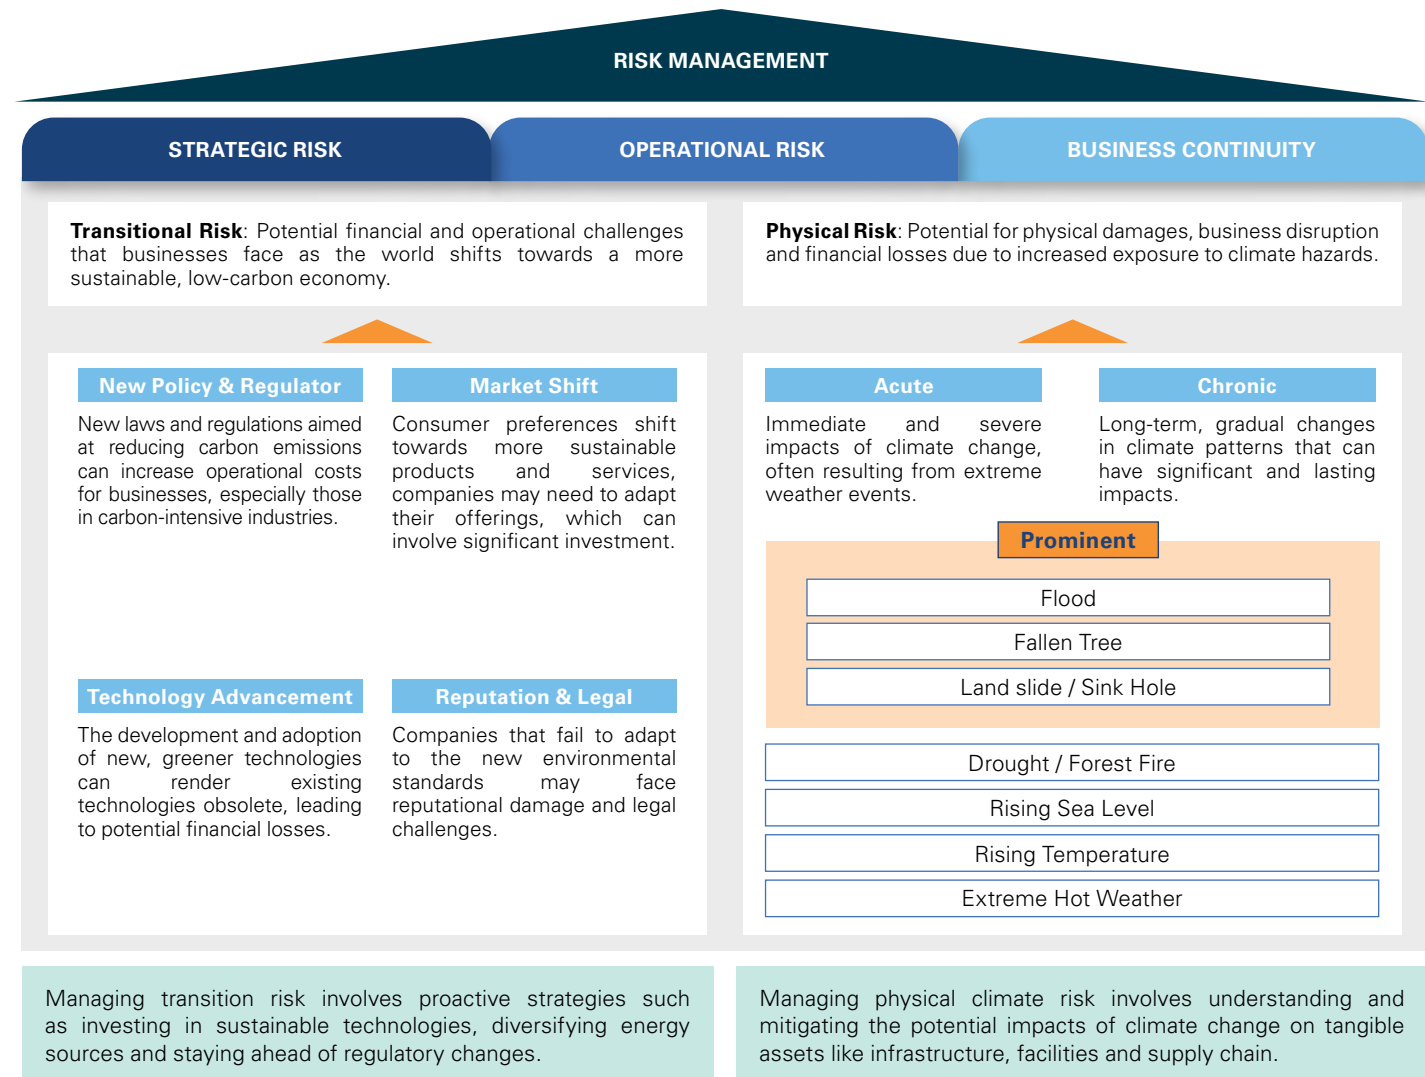 RISK MANAGEMENT
STRATEGIC RISK
OPERATIONAL RISK
BUSINESS CONTINUITY
Transitional Risk: Potential financial and operational challenges
that businesses face as the world shifts towards a more
sustainable, low-carbon economy.
Physical Risk: Potential for physical damages, business disruption
and financial losses due to increased exposure to climate hazards.
New Policy & Regulator
New laws and regulations aimed
at reducing carbon emissions
can increase operational costs
for businesses, especially those
in carbon-intensive industries.
Market Shift
Consumer preferences shift
towards more sustainable
products and services,
companies may need to adapt
their offerings, which can
involve significant investment.
Technology Advancement
The development and adoption
of new, greener technologies
can render existing
technologies obsolete, leading
to potential financial losses.
Reputation & Legal
Companies that fail to adapt
to the new environmental
standards may face
reputational damage and legal
challenges.
Acute
Immediate and severe
impacts of climate change,
often resulting from extreme
weather events.
Chronic
Long-term, gradual changes
in climate patterns that can
have significant and lasting
impacts.
Prominent
Flood
Fallen Tree
Land slide / Sink Hole
Drought / Forest Fire
Rising Sea Level
Rising Temperature
Extreme Hot Weather
Managing transition risk involves proactive strategies such
as investing in sustainable technologies, diversifying energy
sources and staying ahead of regulatory changes.
Managing physical climate risk involves understanding and
mitigating the potential impacts of climate change on tangible
assets like infrastructure, facilities and supply chain.